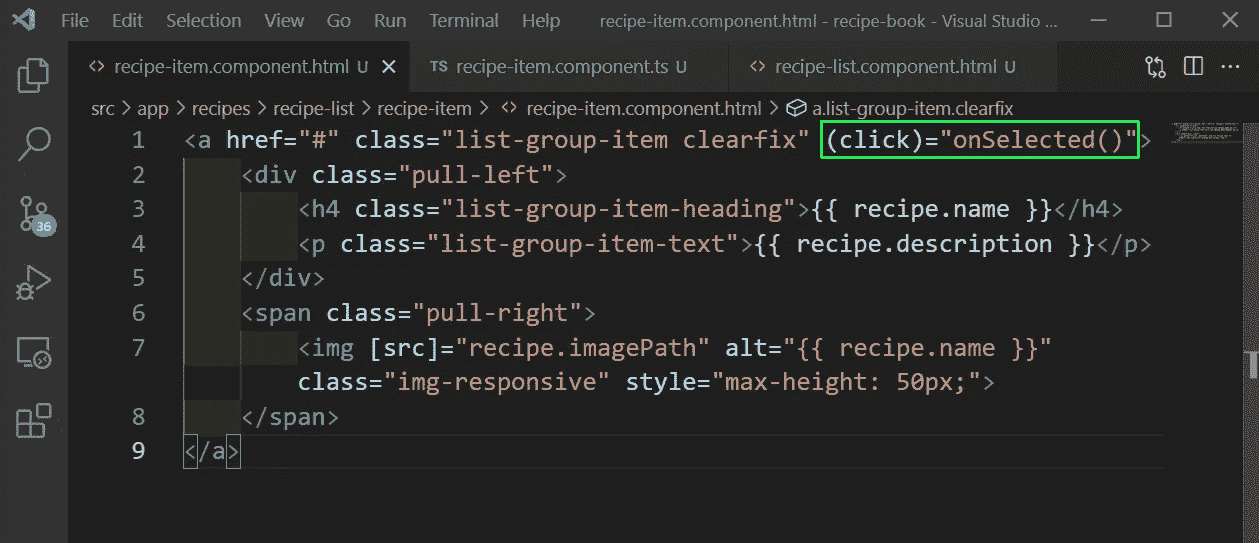 File Edit Selection View Go Run Terminal Help recipe-item.component.html - recipe-book - Visual Studio ...
recipe-item.component.html U TS recipe-item.component.ts U recipe-list.component.html U
src > app > recipes > recipe-list > recipe-item > recipe-item.component.html > a.list-group-item.clearfix
1 <a href="#" class="list-group-item clearfix" (click)="onSelected()">
2 <div class="pull-left">
3 <h4 class="list-group-item-heading">{{ recipe.name }}</h4>
4 <p class="list-group-item-text">{{ recipe.description }}</p>
5 </div>
6 <span class="pull-right">
7 <img [src]="recipe.imagePath" alt="{{ recipe.name }}"
class="img-responsive" style="max-height: 50px;">
8 </span>
9 </a>
36